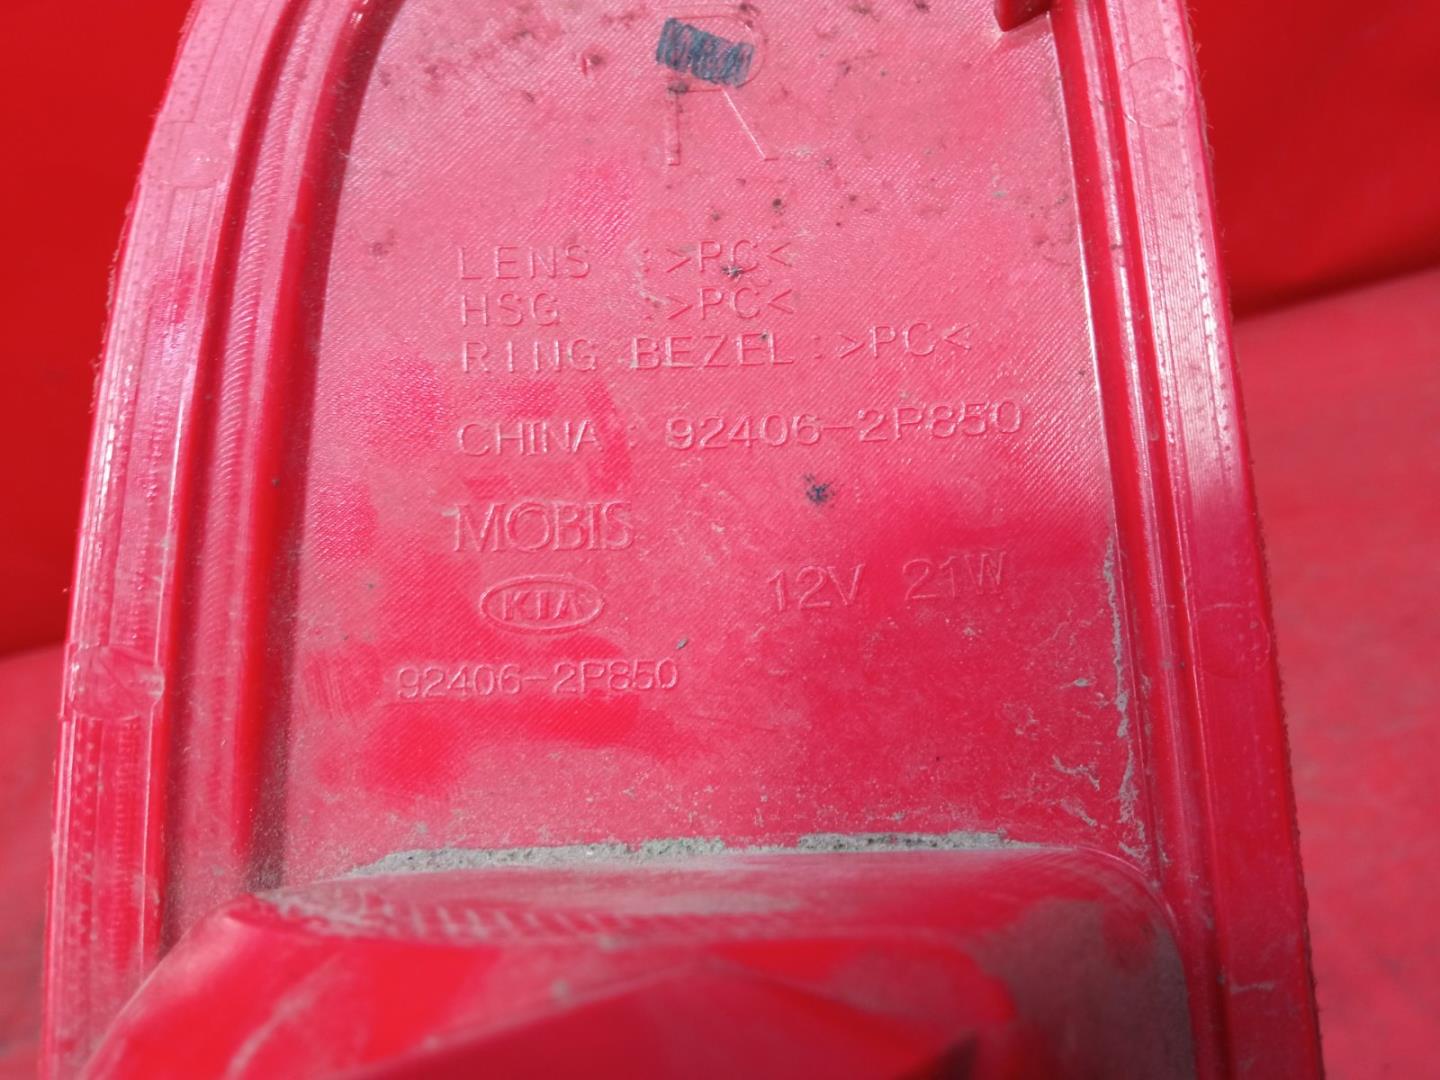 R
LENS :>PC<
HSG :>PC<
RING BEZEL:>PC<
CHINA : 92406-2P850
MOBIS
KIA
12V 21W
92406-2P850